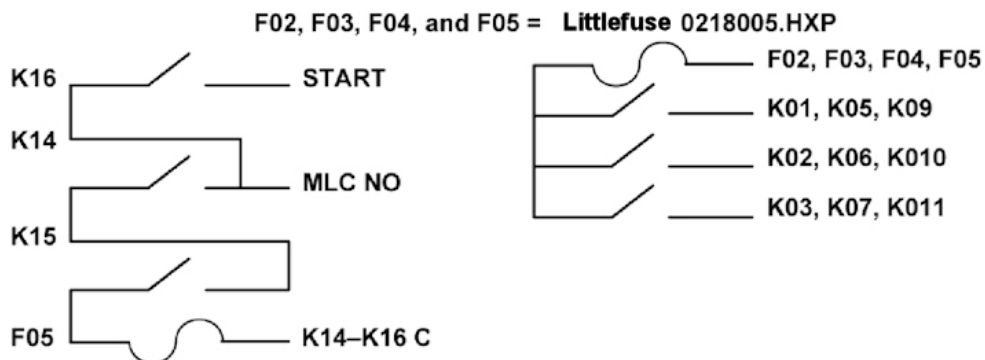 F02, F03, F04, and F05 = Littlefuse 0218005.HXP
K16
START
K14
MLC NO
K15
F05
K14–K16 C
F02, F03, F04, F05
K01, K05, K09
K02, K06, K010
K03, K07, K011